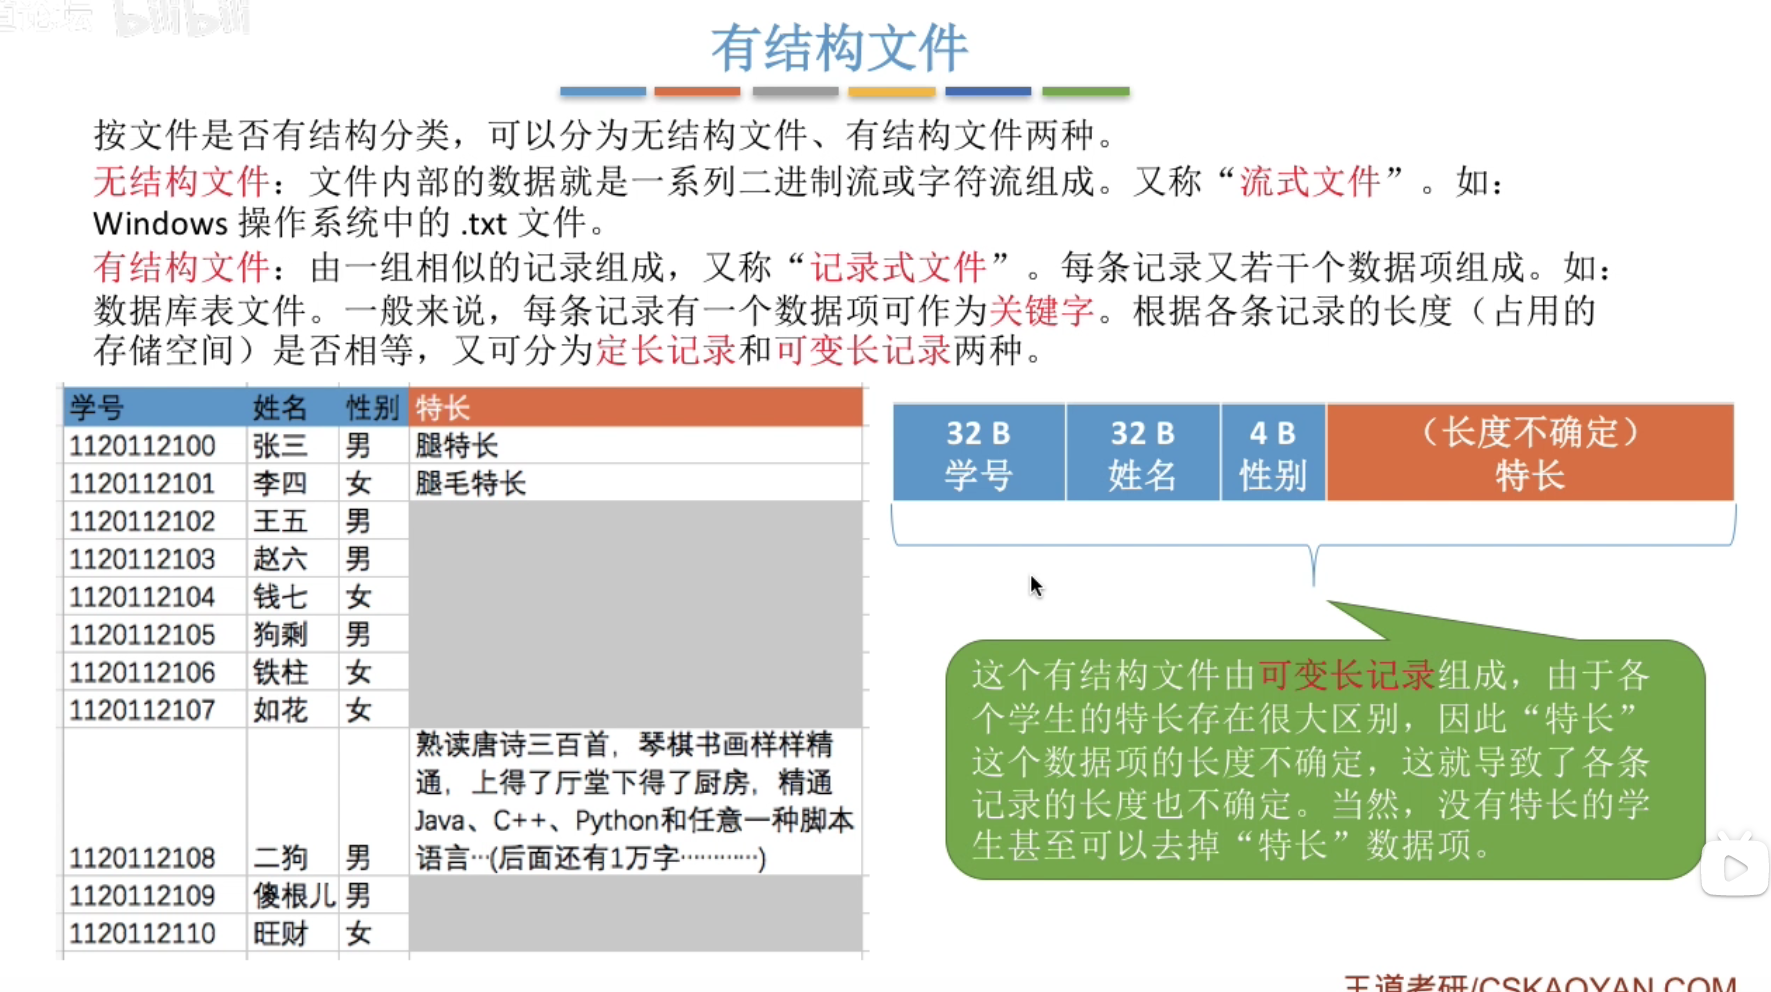 bilibili
有结构文件
按文件是否有结构分类，可以分为无结构文件、有结构文件两种。
无结构文件：文件内部的数据就是一系列二进制流或字符流组成。又称“流式文件”。如：
Windows 操作系统中的 .txt 文件。
有结构文件：由一组相似的记录组成，又称“记录式文件”。每条记录又若干个数据项组成。如：
数据库表文件。一般来说，每条记录有一个数据项可作为关键字。根据各条记录的长度（占用的
存储空间）是否相等，又可分为定长记录和可变长记录两种。
学号 姓名 性别 特长
1120112100 张三 男 腿特长
1120112101 李四 女 腿毛特长
1120112102 王五 男
1120112103 赵六 男
1120112104 钱七 女
1120112105 狗剩 男
1120112106 铁柱 女
1120112107 如花 女
熟读唐诗三百首，琴棋书画样样精
通，上得了厅堂下得了厨房，精通
Java、C++、Python和任意一种脚本
1120112108 二狗 男 语言…(后面还有1万字…………)
1120112109 傻根儿 男
1120112110 旺财 女
32 B 32 B 4 B （长度不确定）
学号 姓名 性别 特长
这个有结构文件由可变长记录组成，由于各
个学生的特长存在很大区别，因此“特长”
这个数据项的长度不确定，这就导致了各条
记录的长度也不确定。当然，没有特长的学
生甚至可以去掉“特长”数据项。
王道考研/CSKAOYAN.COM